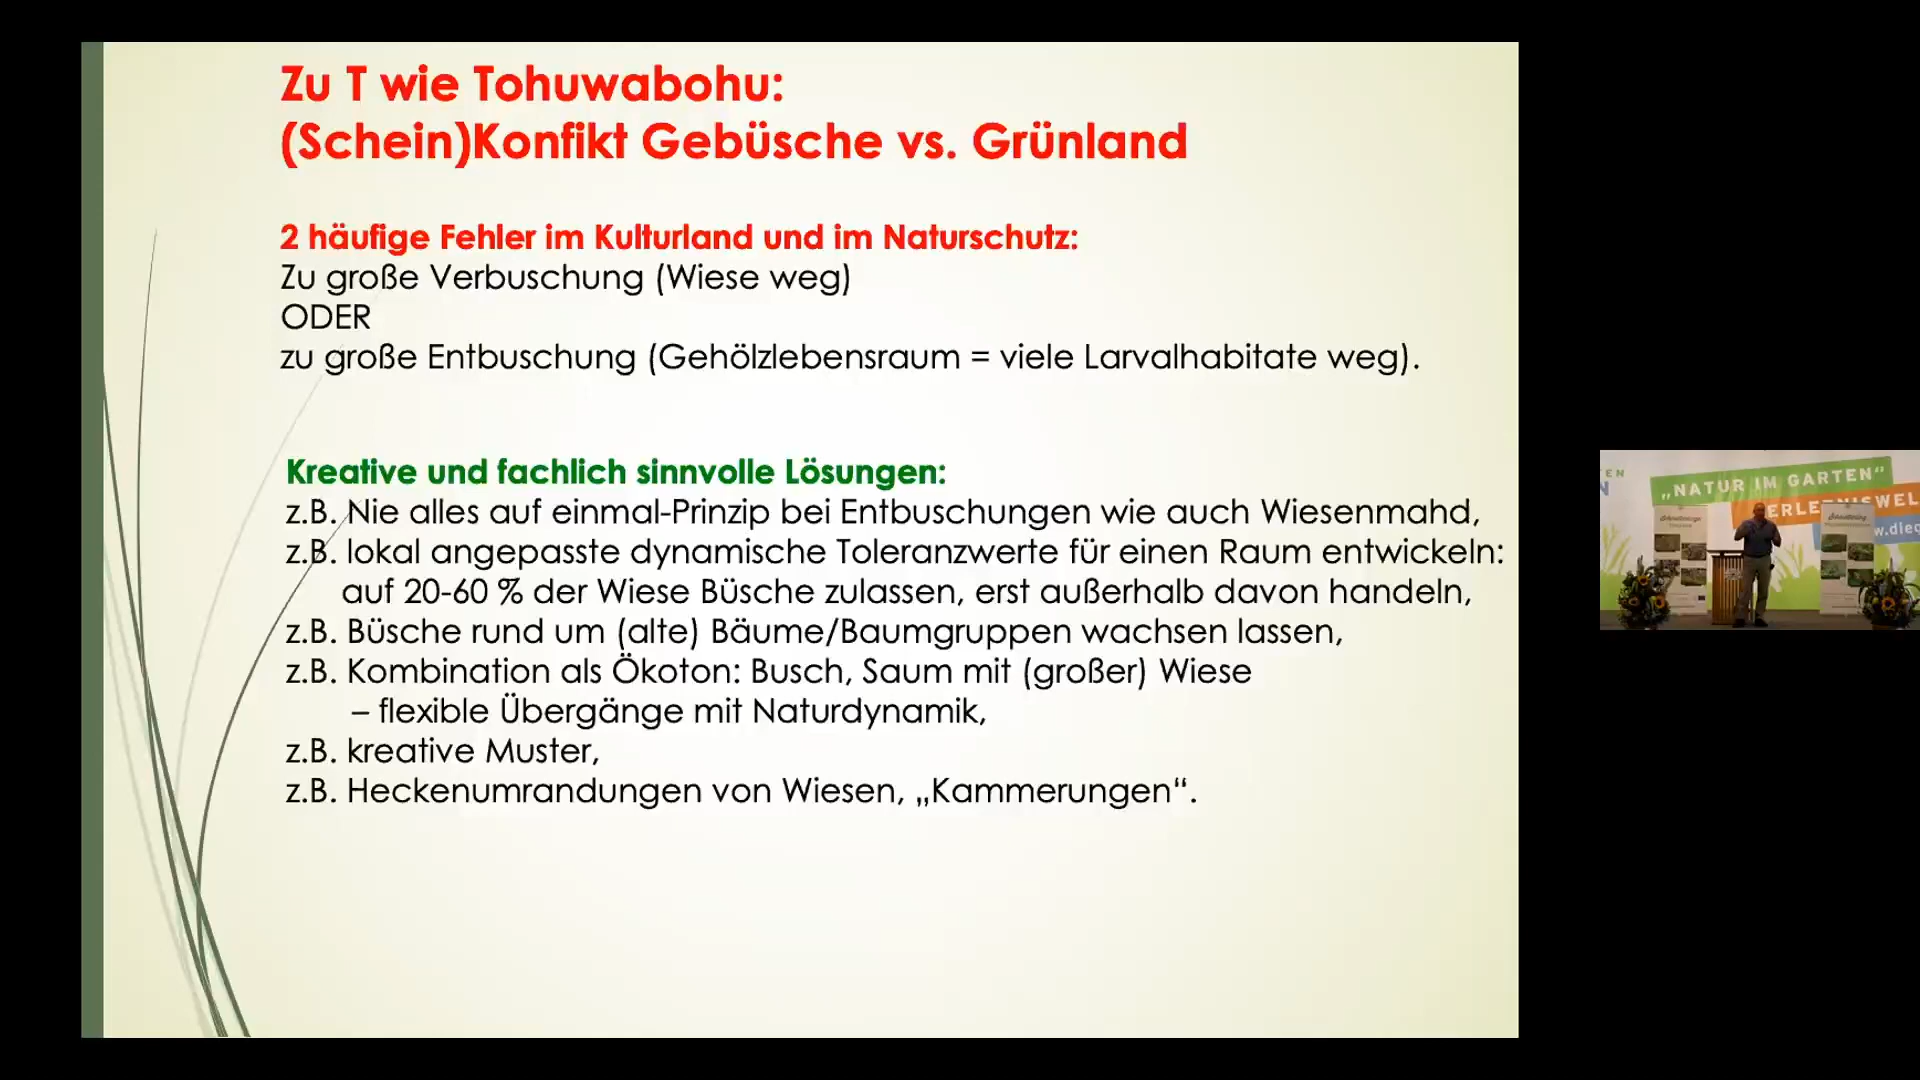 Zu T wie Tohuwabohu:
(Schein)Konfikt Gebüsche vs. Grünland
2 häufige Fehler im Kulturland und im Naturschutz:
Zu große Verbuschung (Wiese weg)
ODER
zu große Entbuschung (Gehölzlebensraum = viele Larvalhabitate weg).
Kreative und fachlich sinnvolle Lösungen:
z.B. Nie alles auf einmal-Prinzip bei Entbuschungen wie auch Wiesenmahd,
z.B. lokal angepasste dynamische Toleranzwerte für einen Raum entwickeln:
auf 20-60 % der Wiese Büsche zulassen, erst außerhalb davon handeln,
z.B. Büsche rund um (alte) Bäume/Baumgruppen wachsen lassen,
z.B. Kombination als Ökoton: Busch, Saum mit (großer) Wiese
– flexible Übergänge mit Naturdynamik,
z.B. kreative Muster,
z.B. Heckenumrandungen von Wiesen, „Kammerungen“.
„NATUR IM GARTEN“